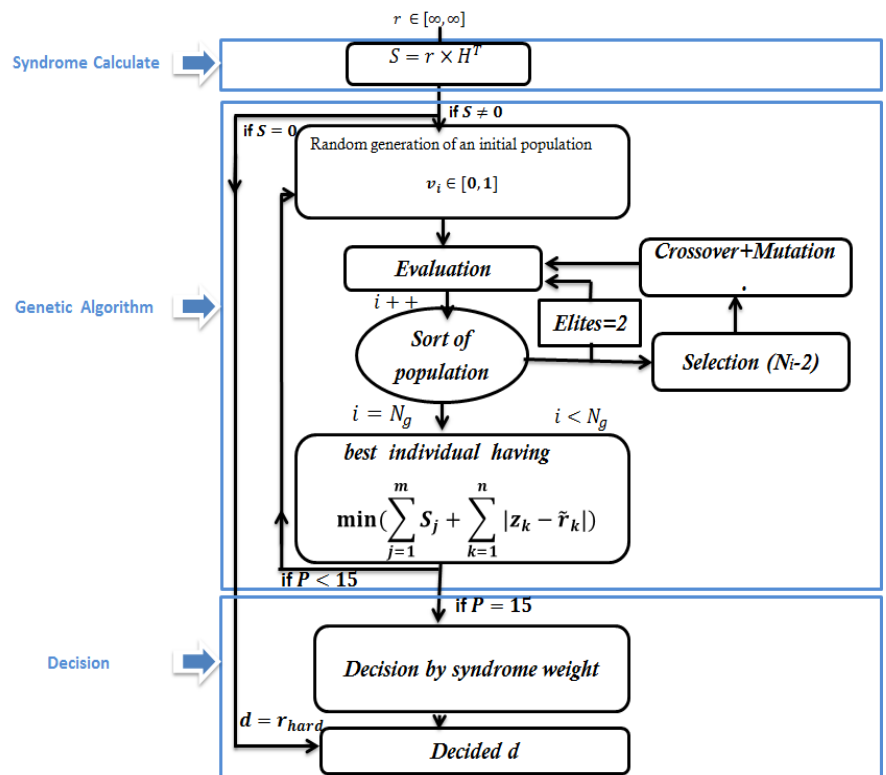 r ∈ [∞, ∞]
Syndrome Calculate
S = r × H^T
if S ≠ 0
if S = 0
Random generation of an initial population
v_i ∈ [0, 1]
Evaluation
Crossover+Mutation
.
Genetic Algorithm
i + +
Elites=2
Sort of
population
Selection (Ni-2)
i = N_g
i < N_g
best individual having
min(∑_{j=1}^{m} S_j + ∑_{k=1}^{n} |z_k − r̃_k|)
if P < 15
if P = 15
Decision
Decision by syndrome weight
d = r_hard
Decided d